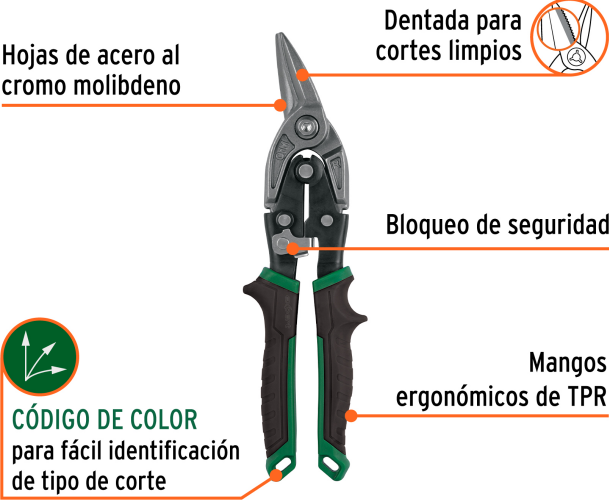 Dentada para
cortes limpios
Hojas de acero al
cromo molibdeno
Bloqueo de seguridad
Mangos
ergonómicos de TPR
CÓDIGO DE COLOR
para fácil identificación
de tipo de corte